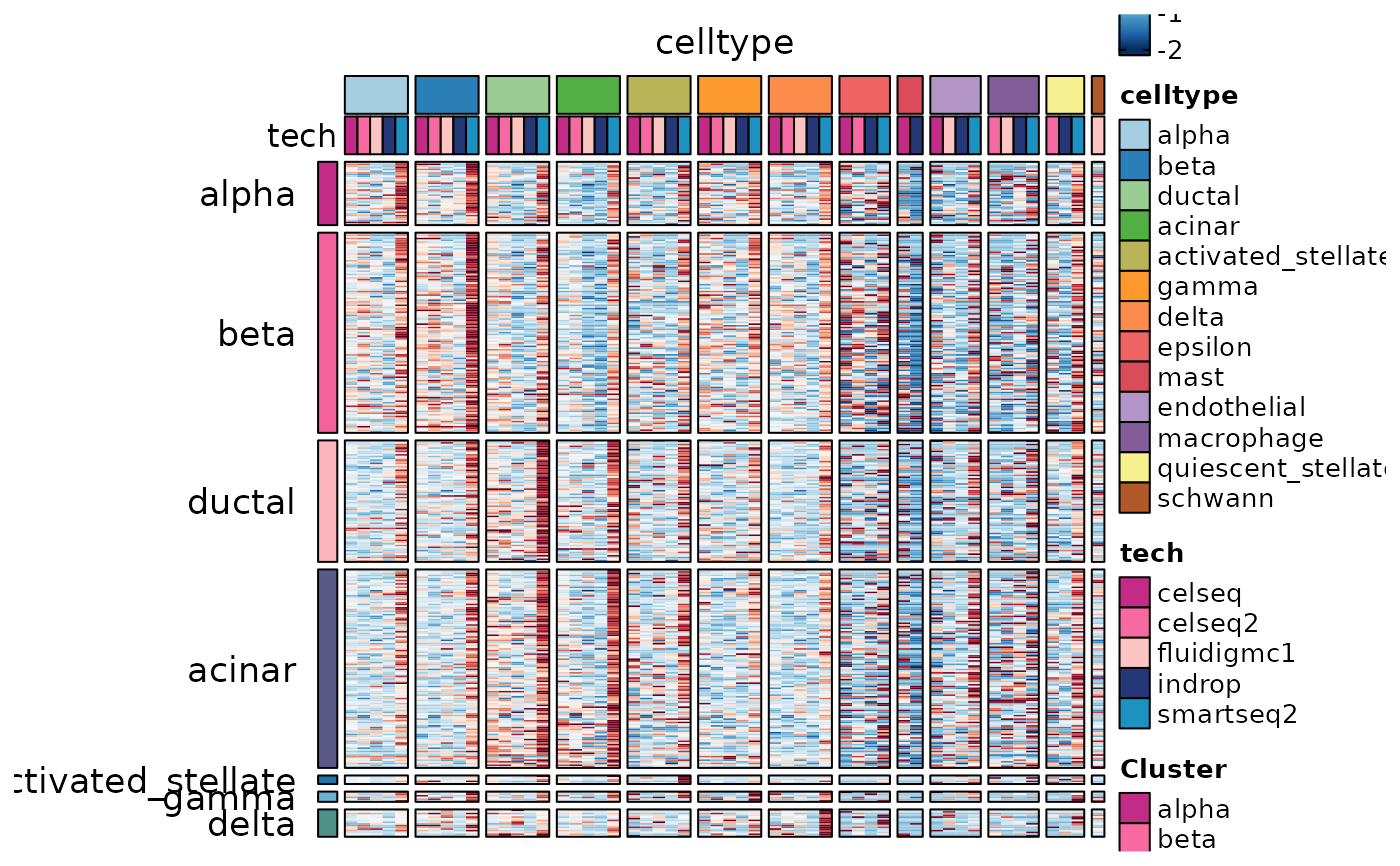 celltype
tech
alpha
beta
ductal
acinar
ctivated_stellate
gamma
delta
-1
-2
celltype
alpha
beta
ductal
acinar
activated_stellate
gamma
delta
epsilon
mast
endothelial
macrophage
quiescent_stellate
schwann
tech
celseq
celseq2
fluidigmc1
indrop
smartseq2
Cluster
alpha
beta